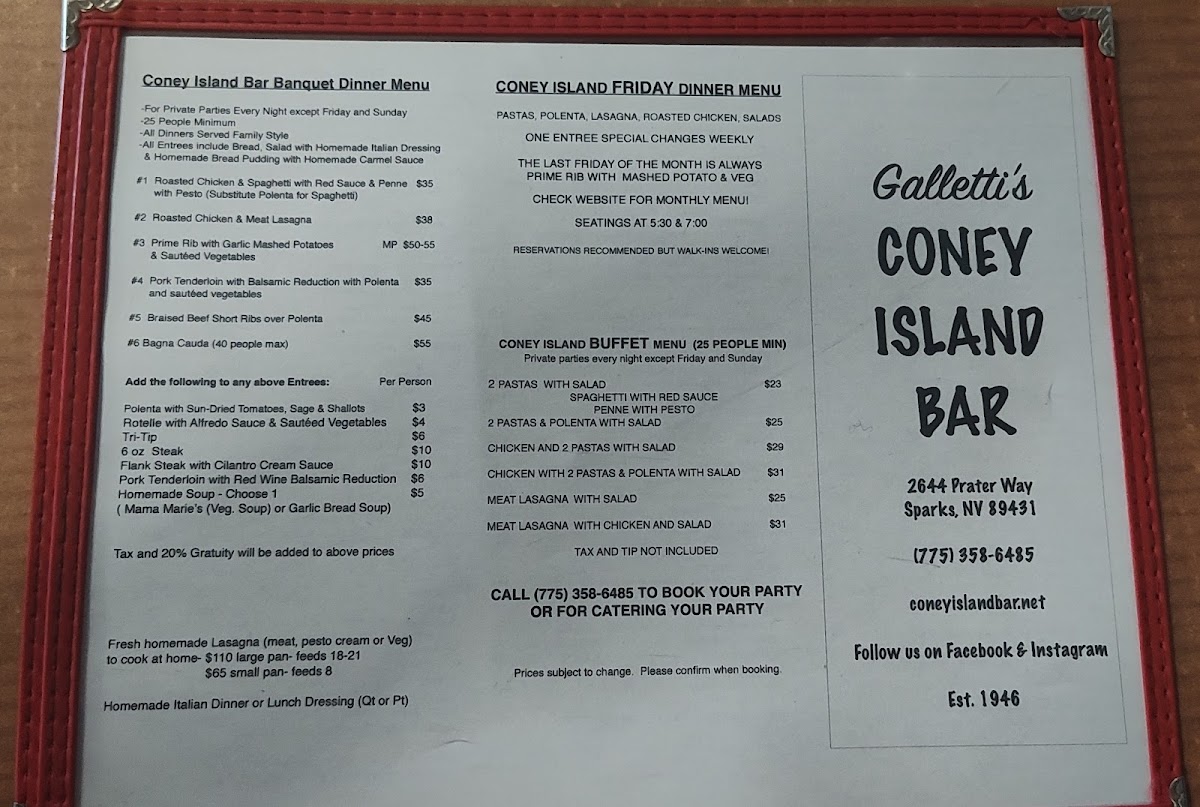 Coney Island Bar Banquet Dinner Menu
-For Private Parties Every Night except Friday and Sunday
-25 People Minimum
-All Dinners Served Family Style
-All Entrees include Bread, Salad with Homemade Italian Dressing
& Homemade Bread Pudding with Homemade Carmel Sauce
#1 Roasted Chicken & Spaghetti with Red Sauce & Penne $35
with Pesto (Substitute Polenta for Spaghetti)
#2 Roasted Chicken & Meat Lasagna $38
#3 Prime Rib with Garlic Mashed Potatoes MP $50-55
& Sautéed Vegetables
#4 Pork Tenderloin with Balsamic Reduction with Polenta $35
and sautéed vegetables
#5 Braised Beef Short Ribs over Polenta $45
#6 Bagna Cauda (40 people max) $55
Add the following to any above Entrees: Per Person
Polenta with Sun-Dried Tomatoes, Sage & Shallots $3
Rotelle with Alfredo Sauce & Sautéed Vegetables $4
Tri-Tip $6
6 oz Steak $10
Flank Steak with Cilantro Cream Sauce $10
Pork Tenderloin with Red Wine Balsamic Reduction $6
Homemade Soup - Choose 1 $5
( Mama Marie's (Veg. Soup) or Garlic Bread Soup)
Tax and 20% Gratuity will be added to above prices
Fresh homemade Lasagna (meat, pesto cream or Veg)
to cook at home- $110 large pan- feeds 18-21
$65 small pan- feeds 8
Homemade Italian Dinner or Lunch Dressing (Qt or Pt)
CONEY ISLAND FRIDAY DINNER MENU
PASTAS, POLENTA, LASAGNA, ROASTED CHICKEN, SALADS
ONE ENTREE SPECIAL CHANGES WEEKLY
THE LAST FRIDAY OF THE MONTH IS ALWAYS
PRIME RIB WITH MASHED POTATO & VEG
CHECK WEBSITE FOR MONTHLY MENU!
SEATINGS AT 5:30 & 7:00
RESERVATIONS RECOMMENDED BUT WALK-INS WELCOME!
CONEY ISLAND BUFFET MENU (25 PEOPLE MIN)
Private parties every night except Friday and Sunday
2 PASTAS WITH SALAD $23
SPAGHETTI WITH RED SAUCE
PENNE WITH PESTO
2 PASTAS & POLENTA WITH SALAD $25
CHICKEN AND 2 PASTAS WITH SALAD $29
CHICKEN WITH 2 PASTAS & POLENTA WITH SALAD $31
MEAT LASAGNA WITH SALAD $25
MEAT LASAGNA WITH CHICKEN AND SALAD $31
TAX AND TIP NOT INCLUDED
CALL (775) 358-6485 TO BOOK YOUR PARTY
OR FOR CATERING YOUR PARTY
Prices subject to change. Please confirm when booking.
Galletti's
CONEY
ISLAND
BAR
2644 Prater Way
Sparks, NV 89431
(775) 358-6485
coneyislandbar.net
Follow us on Facebook & Instagram
Est. 1946